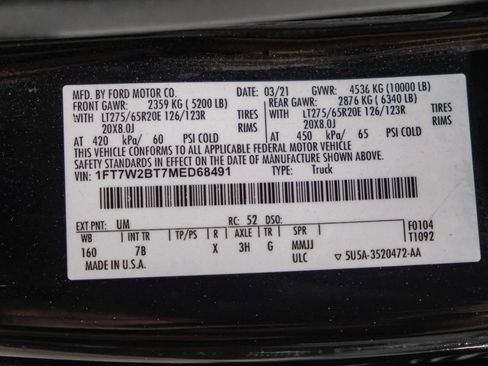 MFD. BY FORD MOTOR CO.
03/21 GVWR: 4536 KG (10000 LB)
FRONT GAWR: 2359 KG (5200 LB) REAR GAWR: 2876 KG (6340 LB)
WITH LT275/65R20E 126/123R TIRES WITH LT275/65R20E 126/123R TIRES
20X8.0J RIMS 20X8.0J RIMS
AT 420 kPa/ 60 PSI COLD AT 450 kPa/ 65 PSI COLD
THIS VEHICLE CONFORMS TO ALL APPLICABLE FEDERAL MOTOR VEHICLE
SAFETY STANDARDS IN EFFECT ON THE DATE OF MANUFACTURE SHOWN ABOVE.
VIN: 1FT7W2BT7MED68491 TYPE: Truck
EXT PNT: UM RC: 52 DSO:
WB INT TR TP/PS R AXLE TR SPR F0104
160 7B X 3H G MMJJ T1092
ULC
MADE IN U.S.A. ▽ 5U5A-3520472-AA